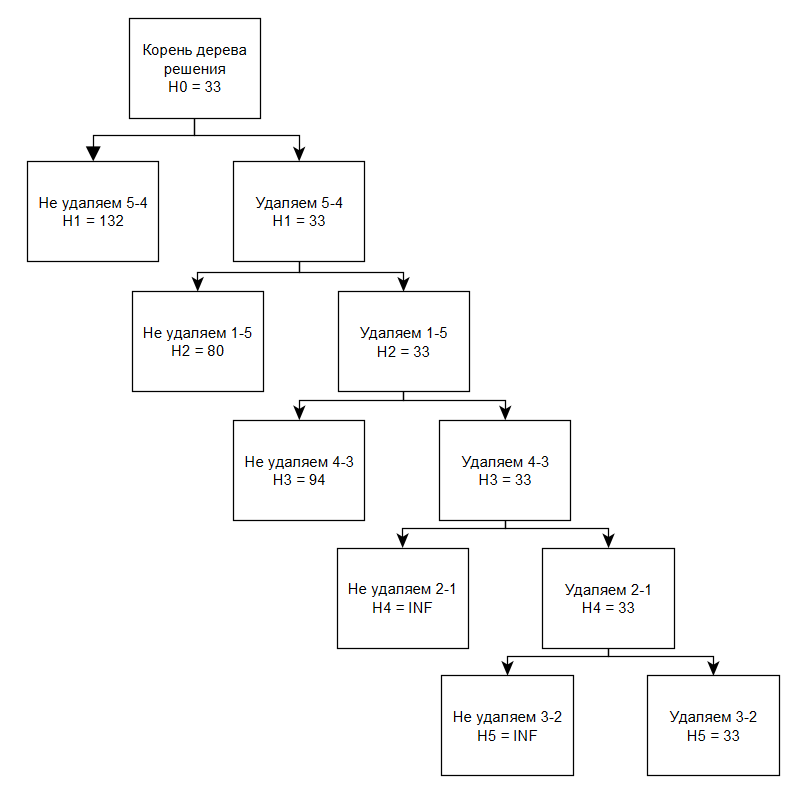 Корень дерева
решения
H0 = 33
Не удаляем 5-4
H1 = 132
Удаляем 5-4
H1 = 33
Не удаляем 1-5
H2 = 80
Удаляем 1-5
H2 = 33
Не удаляем 4-3
H3 = 94
Удаляем 4-3
H3 = 33
Не удаляем 2-1
H4 = INF
Удаляем 2-1
H4 = 33
Не удаляем 3-2
H5 = INF
Удаляем 3-2
H5 = 33